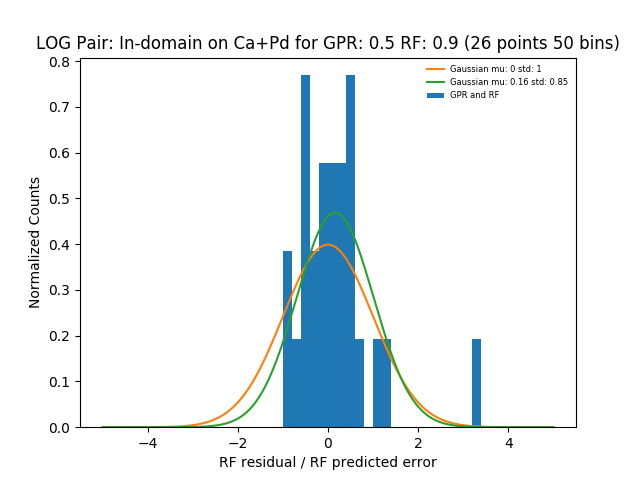 LOG Pair: In-domain on Ca+Pd for GPR: 0.5 RF: 0.9 (26 points 50 bins)
Gaussian mu: 0 std: 1
Gaussian mu: 0.16 std: 0.85
GPR and RF
Normalized Counts
0.8
0.7
0.6
0.5
0.4
0.3
0.2
0.1
0.0
−4 −2 0 2 4
RF residual / RF predicted error